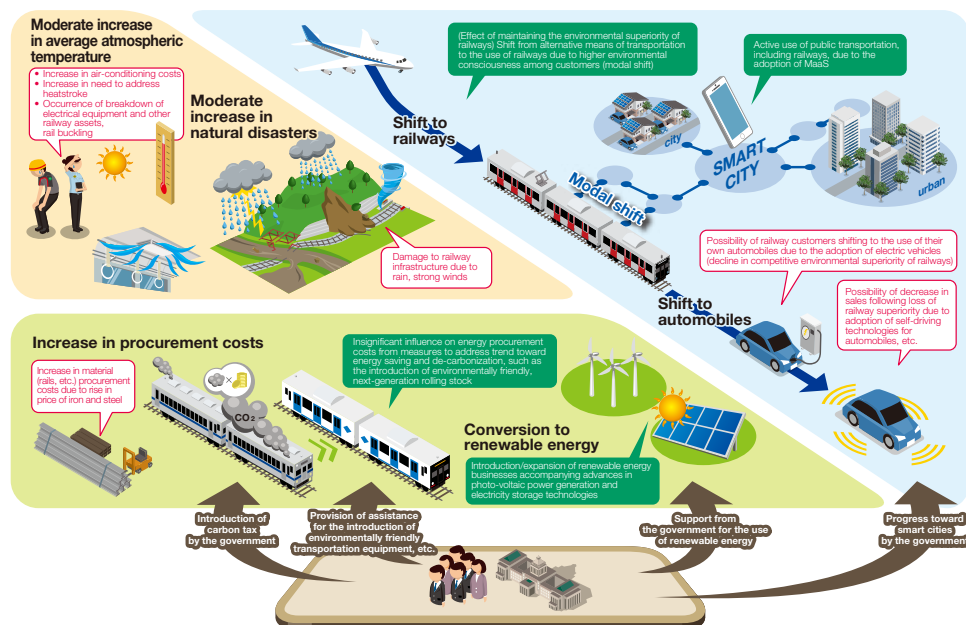 Moderate increase
in average atmospheric
temperature
• Increase in air-conditioning costs
• Increase in need to address
heatstroke
• Occurrence of breakdown of
electrical equipment and other
railway assets,
rail buckling
Moderate
increase in
natural disasters
Damage to railway
infrastructure due to
rain, strong winds
(Effect of maintaining the environmental superiority of
railways) Shift from alternative means of transportation
to the use of railways due to higher environmental
consciousness among customers (modal shift)
Active use of public transportation,
including railways, due to the
adoption of MaaS
Shift to
railways
city
SMART
CITY
urban
Modal shift
Possibility of railway customers shifting to the use of their
own automobiles due to the adoption of electric vehicles
(decline in competitive environmental superiority of railways)
Shift to
automobiles
Possibility of decrease in
sales following loss of
railway superiority due to
adoption of self-driving
technologies for
automobiles, etc.
Increase in procurement costs
Increase in material
(rails, etc.) procurement
costs due to rise in
price of iron and steel
CO2
Insignificant influence on energy procurement
costs from measures to address trend toward
energy saving and de-carbonization, such as
the introduction of environmentally friendly,
next-generation rolling stock
Conversion to
renewable energy
Introduction/expansion of renewable energy
businesses accompanying advances in
photo-voltaic power generation and
electricity storage technologies
Introduction of
carbon tax
by the government
Provision of assistance
for the introduction of
environmentally friendly
transportation equipment, etc.
Support from
the government for the use
of renewable energy
Progress toward
smart cities
by the government